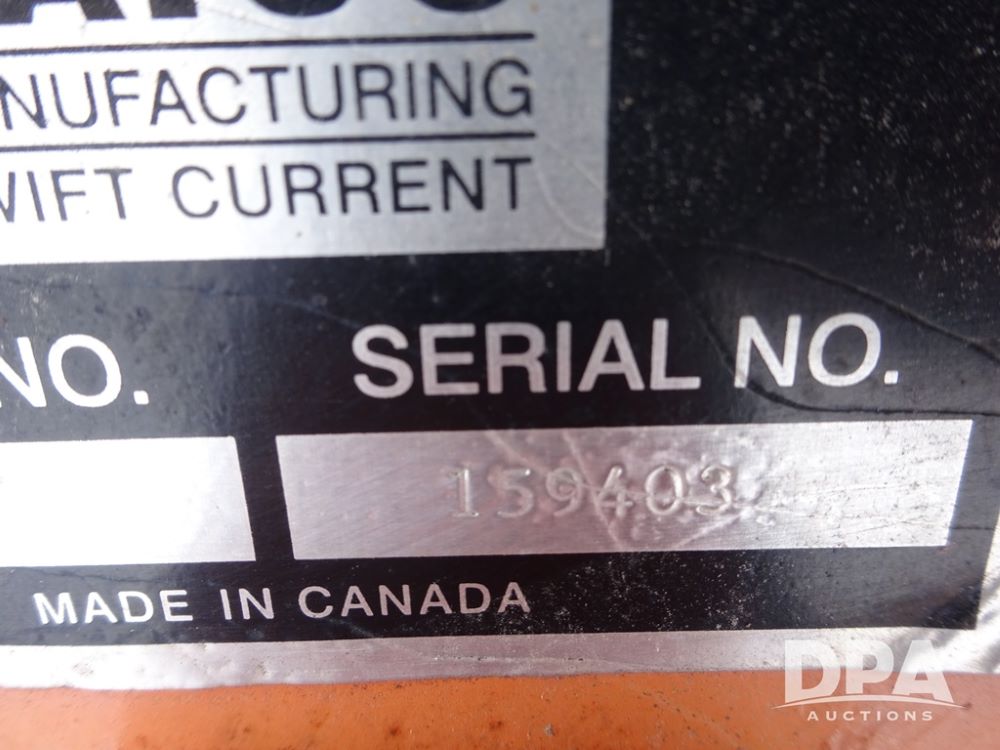 NUFACTURING
WIFT CURRENT
NO.
SERIAL NO.
159403
MADE IN CANADA
DPA
AUCTIONS